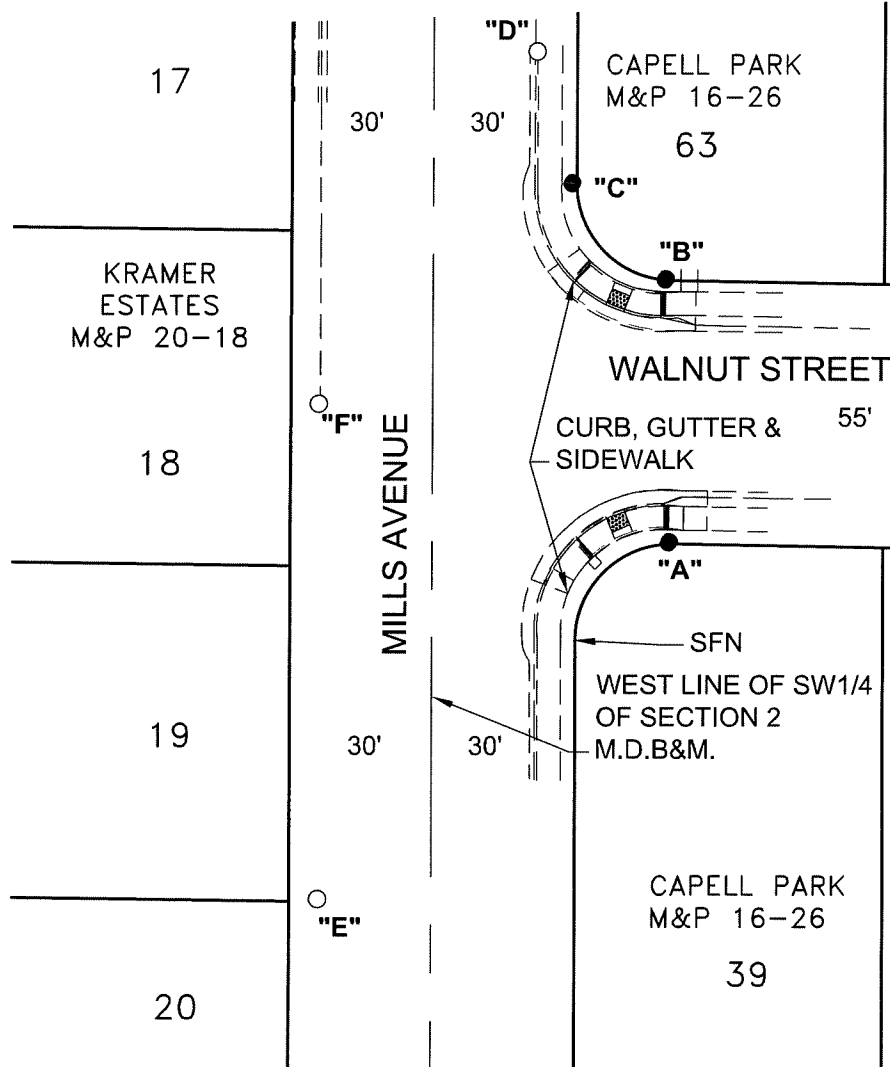 "D"
17
CAPELL PARK
M&P 16-26
63
30'
30'
"C"
"B"
KRAMER
ESTATES
M&P 20-18
WALNUT STREET
55'
"F"
18
MILLS AVENUE
CURB, GUTTER &
SIDEWALK
"A"
SFN
WEST LINE OF SW1/4
OF SECTION 2
M.D.B&M.
19
30'
30'
CAPELL PARK
M&P 16-26
39
"E"
20